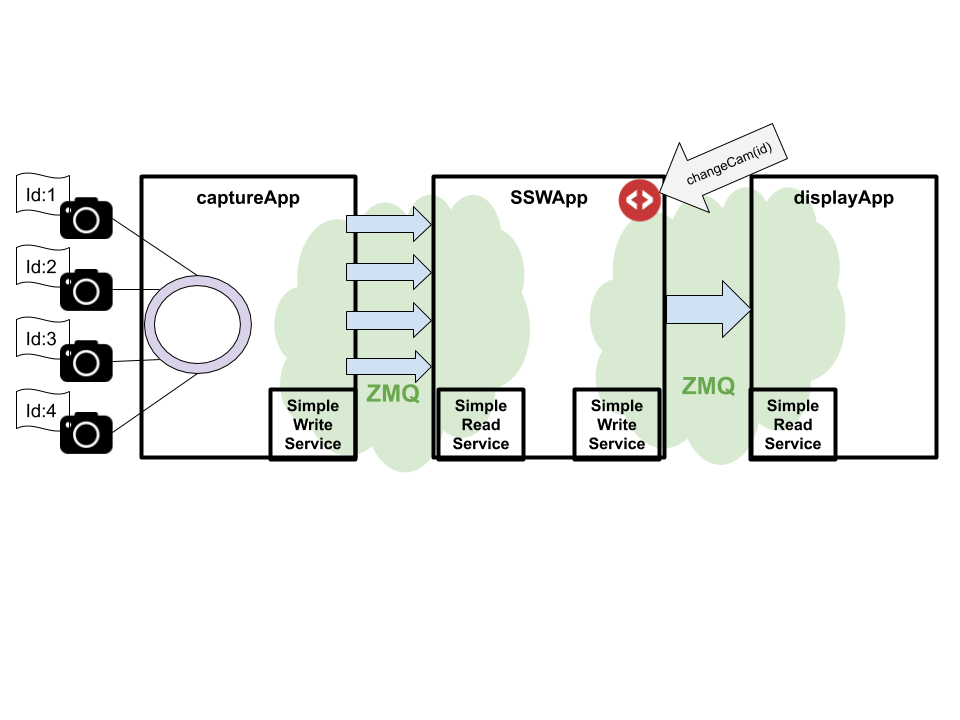 changeCam(id)
Id:1
Id:2
Id:3
Id:4
captureApp
SSWApp
displayApp
ZMQ
ZMQ
Simple
Write
Service
Simple
Read
Service
Simple
Write
Service
Simple
Read
Service